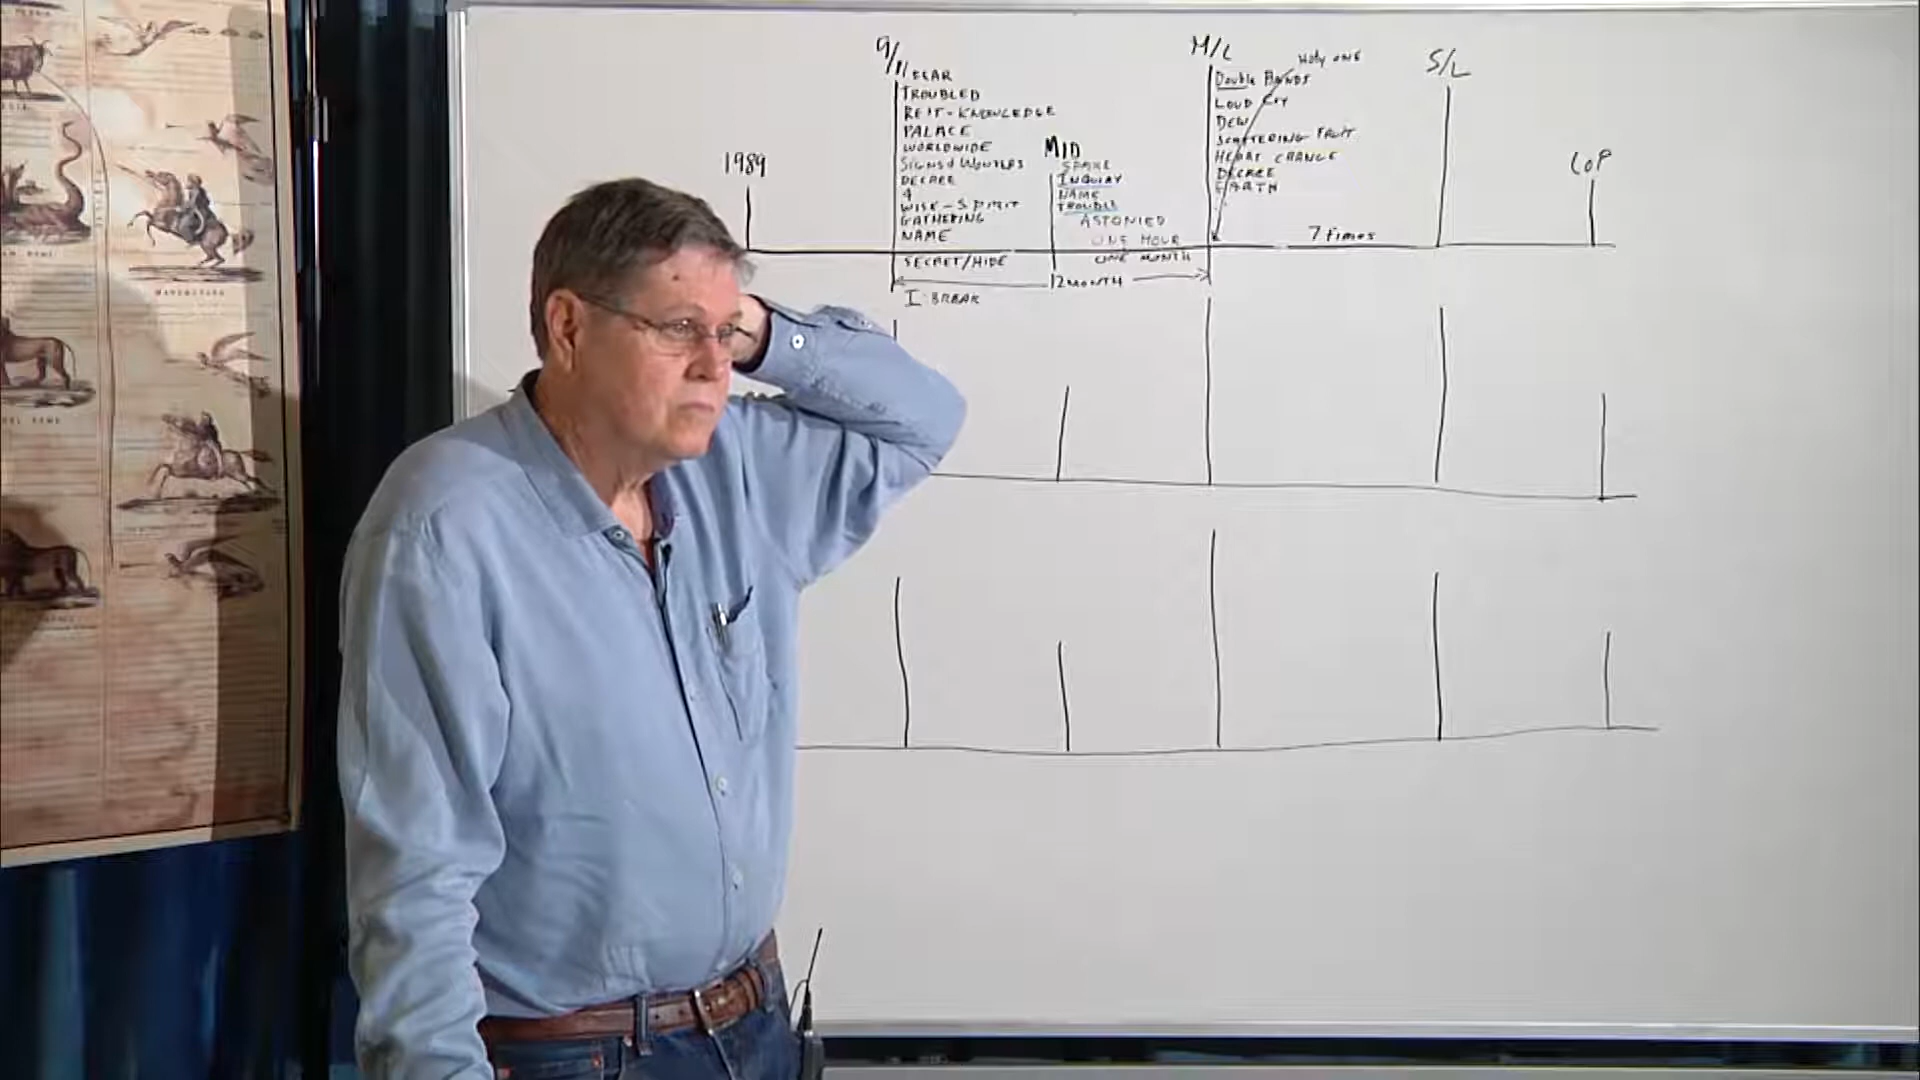 1989
9/11
FEAR
TROUBLED
REST-KNOWLEDGE
PALACE
WORLDWIDE
SIGNS & WONDERS
DECREE
4
WISE-SPIRIT
GATHERING
NAME
SECRET/HIDE
I: BREAK
MID
SPAKE
INQUIRY
NAME
TROUBLE
ASTONIED
ONE HOUR
ONE MONTH
12 MONTH
M/L
Holy ONE
Double BANDS
LOUD CRY
DEW
SCATTERING FRUIT
HEART CHANGE
DECREE
EARTH
7 Times
S/L
COP